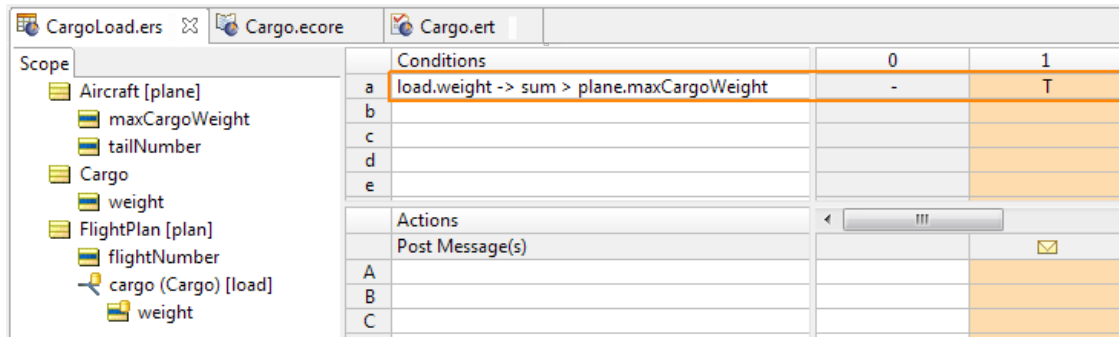 CargoLoad.ers Cargo.ecore Cargo.ert
Scope
Aircraft [plane]
maxCargoWeight
tailNumber
Cargo
weight
FlightPlan [plan]
flightNumber
cargo (Cargo) [load]
weight
Conditions 0 1
a load.weight -> sum > plane.maxCargoWeight - T
b
c
d
e
Actions
Post Message(s)
A
B
C